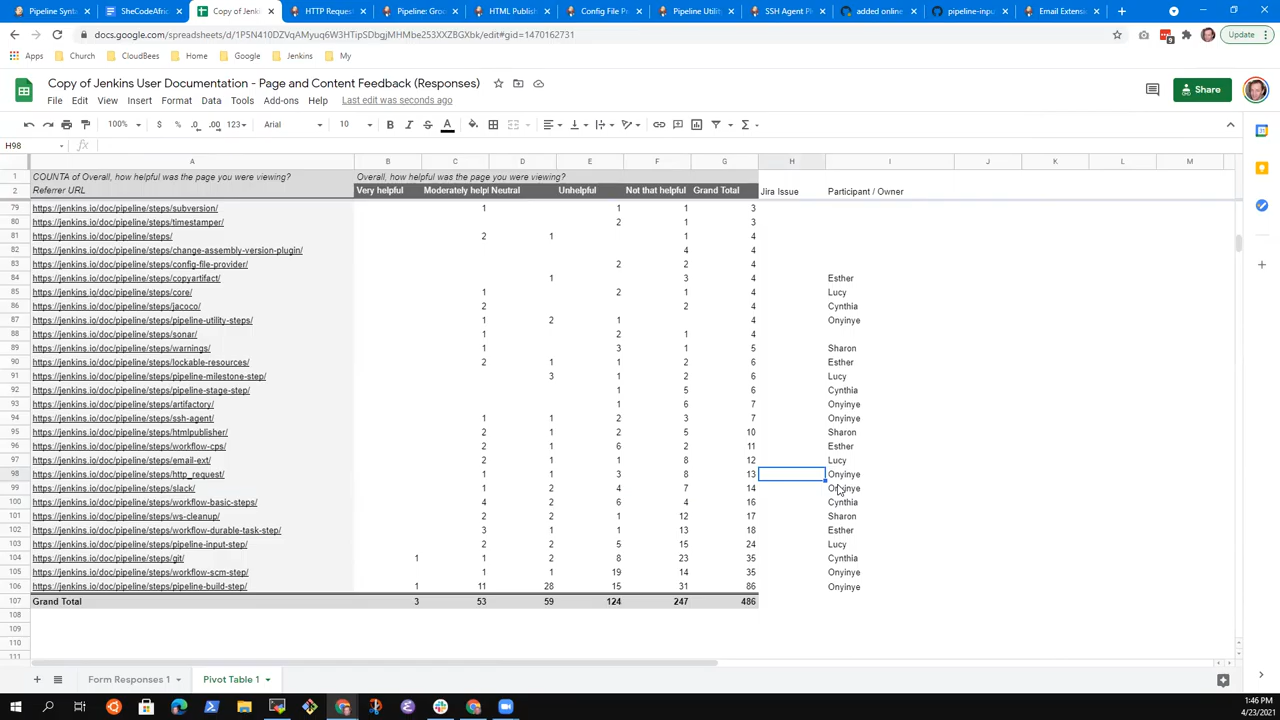 Pipeline Syn
SheCodeAfric
Copy of Jenki
HTTP Reques
Pipeline: Gro
HTML Publis
Config File P
Pipeline Utilit
SSH Agent Pl
added online
pipeline-inpu
Email Extensi
docs.google.com/spreadsheets/d/
Update
Apps
Church
CloudBees
Home
Google
Jenkins
My
Copy of Jenkins User Documentation - Page and Content Feedback (Responses)
File Edit View Insert Format Data Tools Add-ons Help Last edit was seconds ago
Share
100% $ % .0 .00 123 Arial 10 B I S A
H98 fx
A B C D E F G H I J K L M
1 COUNTA of Overall, how helpful was the page you were viewing? Overall, how helpful was the page you were viewing?
2 Referrer URL Very helpful Moderately helpf Neutral Unhelpful Not that helpful Grand Total Jira Issue Participant / Owner
79 https://jenkins.io/doc/pipeline/steps/subversion/ 1 1 1 3
80 https://jenkins.io/doc/pipeline/steps/timestamper/ 2 1 3
81 https://jenkins.io/doc/pipeline/steps/ 2 1 1 4
82 https://jenkins.io/doc/pipeline/steps/change-assembly-version-plugin/ 4 4
83 https://jenkins.io/doc/pipeline/steps/config-file-provider/ 2 2 4
84 https://jenkins.io/doc/pipeline/steps/copyartifact/ 1 3 4 Esther
85 https://jenkins.io/doc/pipeline/steps/core/ 1 2 1 4 Lucy
86 https://jenkins.io/doc/pipeline/steps/jacoco/ 2 2 4 Cynthia
87 https://jenkins.io/doc/pipeline/steps/pipeline-utility-steps/ 1 2 1 4 Onyinye
88 https://jenkins.io/doc/pipeline/steps/sonar/ 1 2 1 4
89 https://jenkins.io/doc/pipeline/steps/warnings/ 1 3 1 5 Sharon
90 https://jenkins.io/doc/pipeline/steps/lockable-resources/ 2 1 1 2 6 Esther
91 https://jenkins.io/doc/pipeline/steps/pipeline-milestone-step/ 3 1 2 6 Lucy
92 https://jenkins.io/doc/pipeline/steps/pipeline-stage-step/ 1 5 6 Cynthia
93 https://jenkins.io/doc/pipeline/steps/artifactory/ 1 6 7 Onyinye
94 https://jenkins.io/doc/pipeline/steps/ssh-agent/ 1 1 2 3 7 Onyinye
95 https://jenkins.io/doc/pipeline/steps/htmlpublisher/ 2 1 2 5 10 Sharon
96 https://jenkins.io/doc/pipeline/steps/workflow-cps/ 2 1 6 2 11 Esther
97 https://jenkins.io/doc/pipeline/steps/email-ext/ 2 1 1 8 12 Lucy
98 https://jenkins.io/doc/pipeline/steps/http_request/ 1 1 3 8 13 Onyinye
99 https://jenkins.io/doc/pipeline/steps/slack/ 1 2 4 7 14 Onyinye
100 https://jenkins.io/doc/pipeline/steps/workflow-basic-steps/ 4 2 6 4 16 Cynthia
101 https://jenkins.io/doc/pipeline/steps/ws-cleanup/ 2 2 1 12 17 Sharon
102 https://jenkins.io/doc/pipeline/steps/workflow-durable-task-step/ 3 1 1 13 18 Esther
103 https://jenkins.io/doc/pipeline/steps/pipeline-input-step/ 2 2 5 15 24 Lucy
104 https://jenkins.io/doc/pipeline/steps/git/ 1 1 2 8 23 35 Cynthia
105 https://jenkins.io/doc/pipeline/steps/workflow-scm-step/ 1 1 19 14 35 Onyinye
106 https://jenkins.io/doc/pipeline/steps/pipeline-build-step/ 1 11 28 15 31 86 Onyinye
107 Grand Total 3 53 59 124 247 486
108
109
110
111
Form Responses 1 Pivot Table 1
1:46 PM
4/23/2021